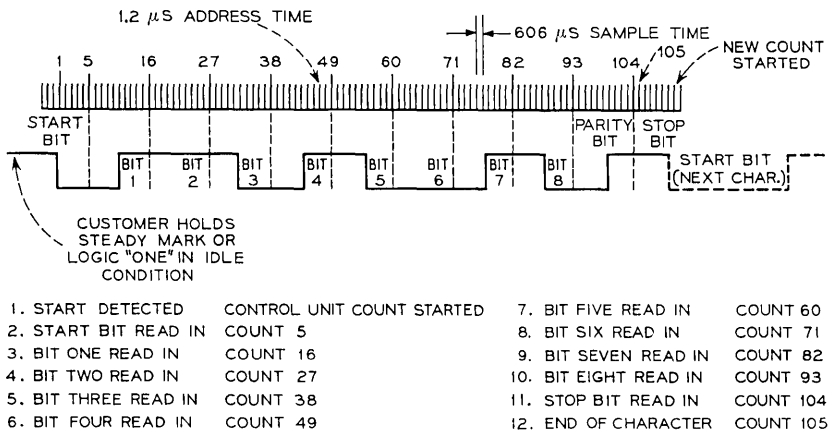 1.2 μS ADDRESS TIME
606 μS SAMPLE TIME
105
NEW COUNT
STARTED
1 5 16 27 38 49 60 71 82 93 104
START
BIT
PARITY
BIT
STOP
BIT
BIT
1
BIT
2
BIT
3
BIT
4
BIT
5
BIT
6
BIT
7
BIT
8
START BIT
(NEXT CHAR.)
CUSTOMER HOLDS
STEADY MARK OR
LOGIC "ONE" IN IDLE
CONDITION
1. START DETECTED CONTROL UNIT COUNT STARTED
2. START BIT READ IN COUNT 5
3. BIT ONE READ IN COUNT 16
4. BIT TWO READ IN COUNT 27
5. BIT THREE READ IN COUNT 38
6. BIT FOUR READ IN COUNT 49
7. BIT FIVE READ IN COUNT 60
8. BIT SIX READ IN COUNT 71
9. BIT SEVEN READ IN COUNT 82
10. BIT EIGHT READ IN COUNT 93
11. STOP BIT READ IN COUNT 104
12. END OF CHARACTER COUNT 105